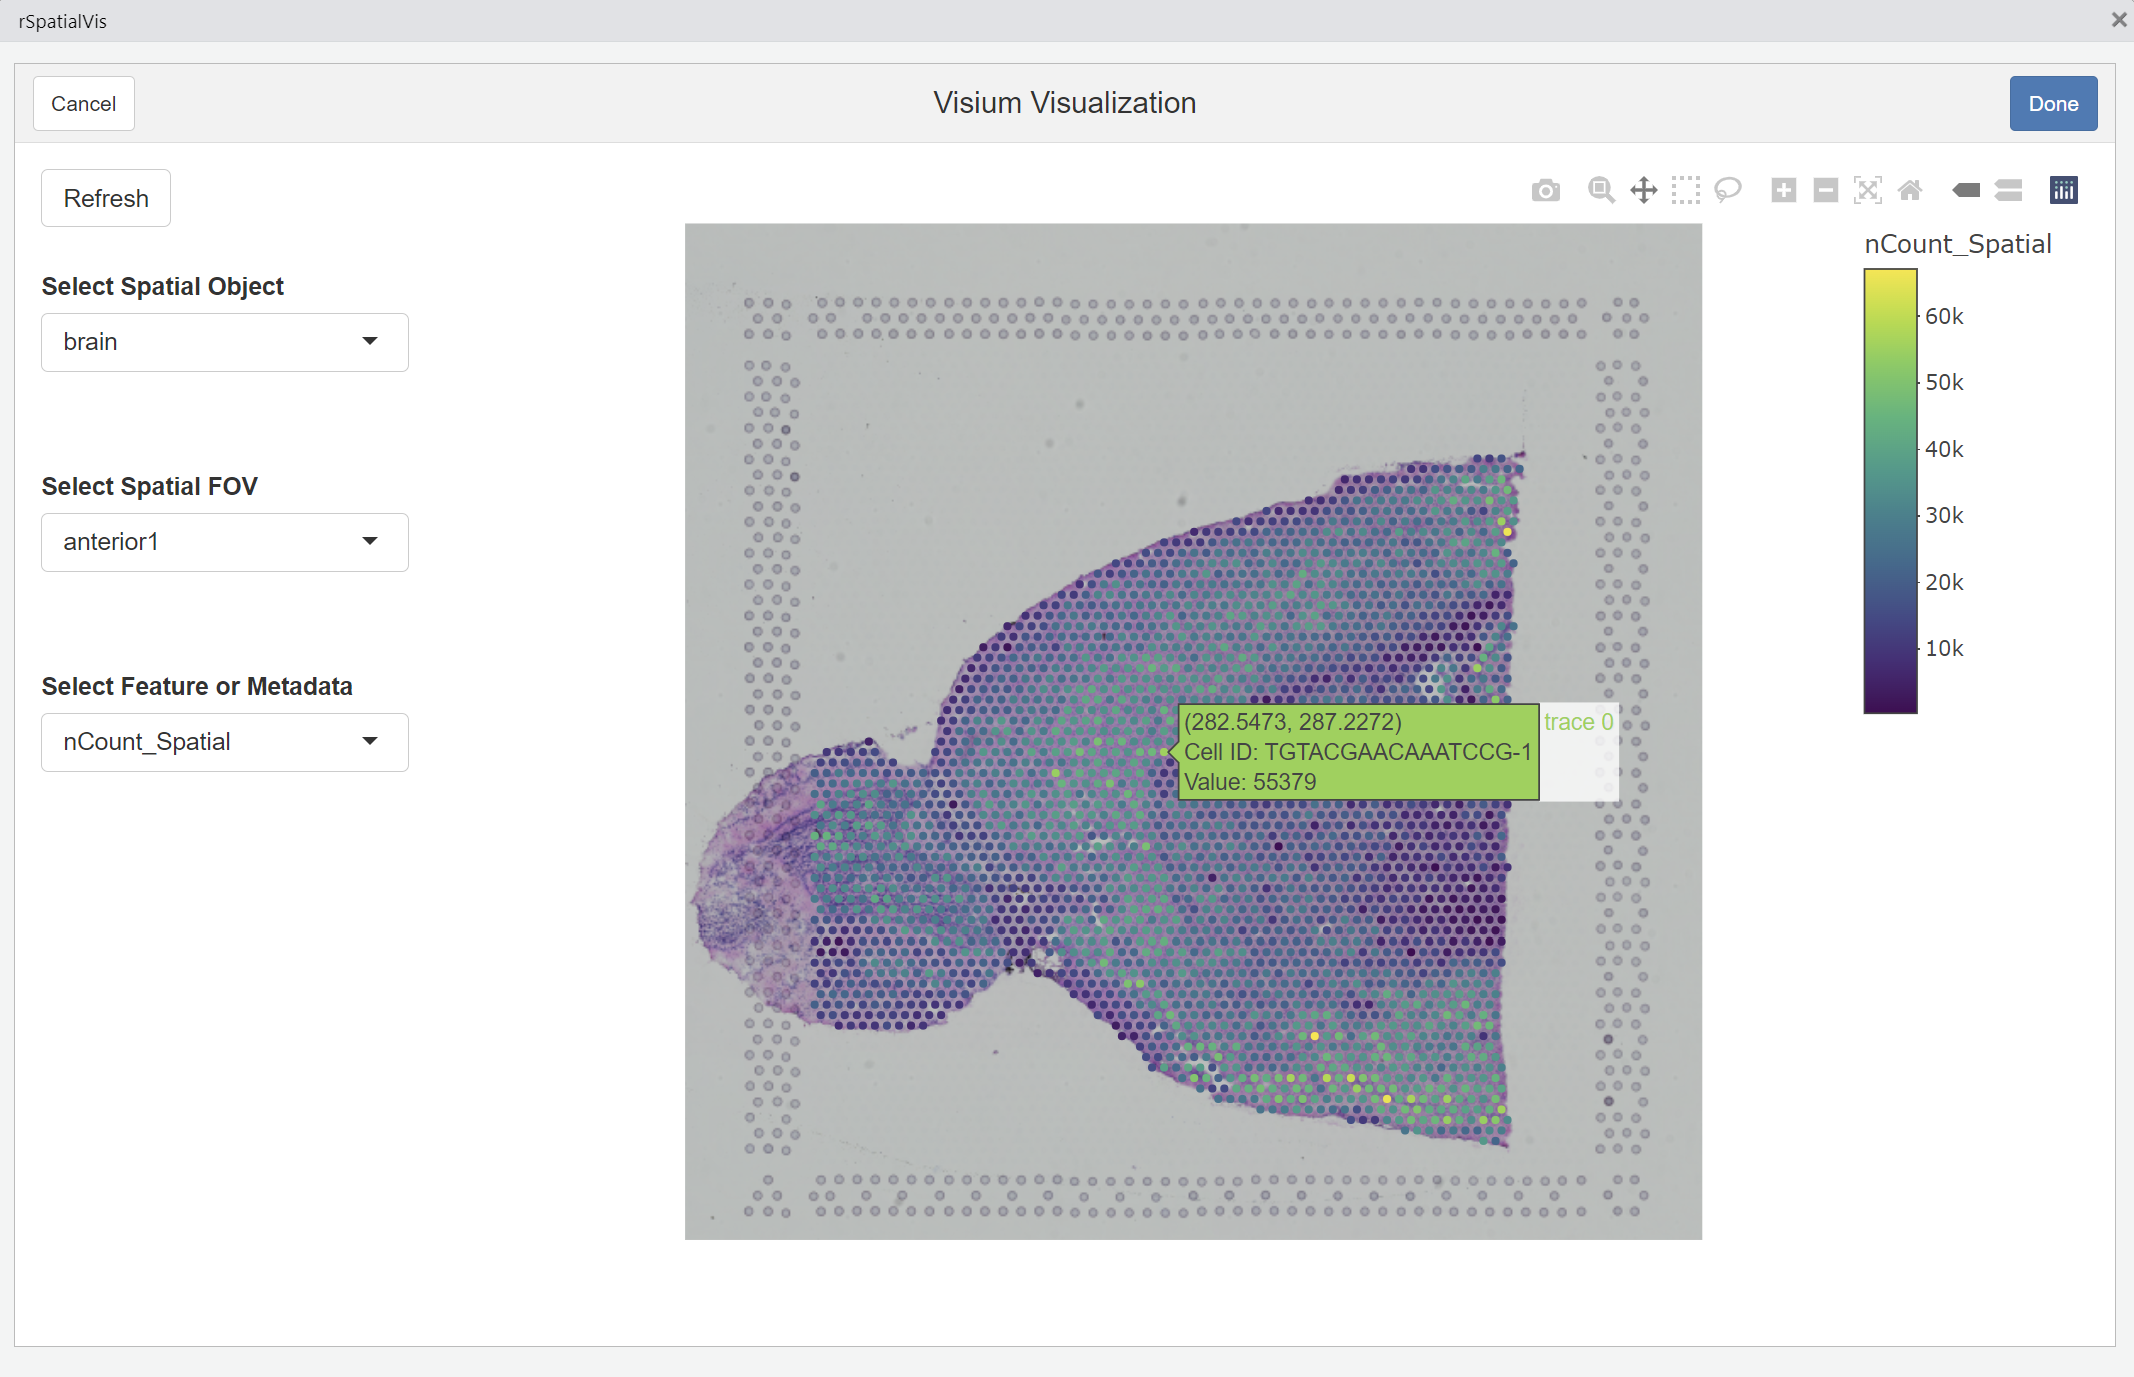 rSpatialVis
Cancel
Visium Visualization
Done
Refresh
Select Spatial Object
brain
Select Spatial FOV
anterior1
Select Feature or Metadata
nCount_Spatial
nCount_Spatial
60k
50k
40k
30k
20k
10k
(282.5473, 287.2272)
Cell ID: TGTACGAACAAATCCG-1
Value: 55379
trace 0